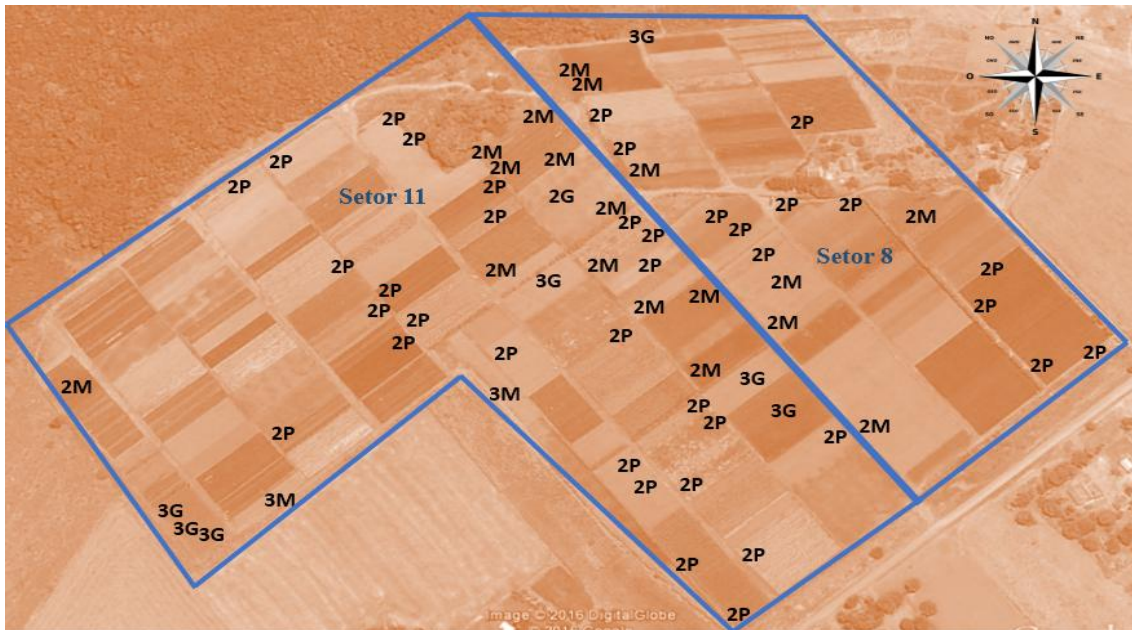 N
3G
2M
O E
2M
2M 2P
2P 2P
S
2P
2M 2P
2P 2M
2M 2M
2P 2P
Setor 11
2G
2M 2P 2P
2P 2P 2M
2P 2P 2P
Setor 8
2P
2P 2M 2P 2P
2M 3G 2M
2P 2M
2P 2M 2P
2P 2P 2M
2P 2P
2P 2P
2M 3G 2P
2M 3M
2P 3G
2P 2M
2P 2P
2P
2P 2P
3M
3G
3G 3G
2P
2P
2P
Image © 2016 DigitalGlobe